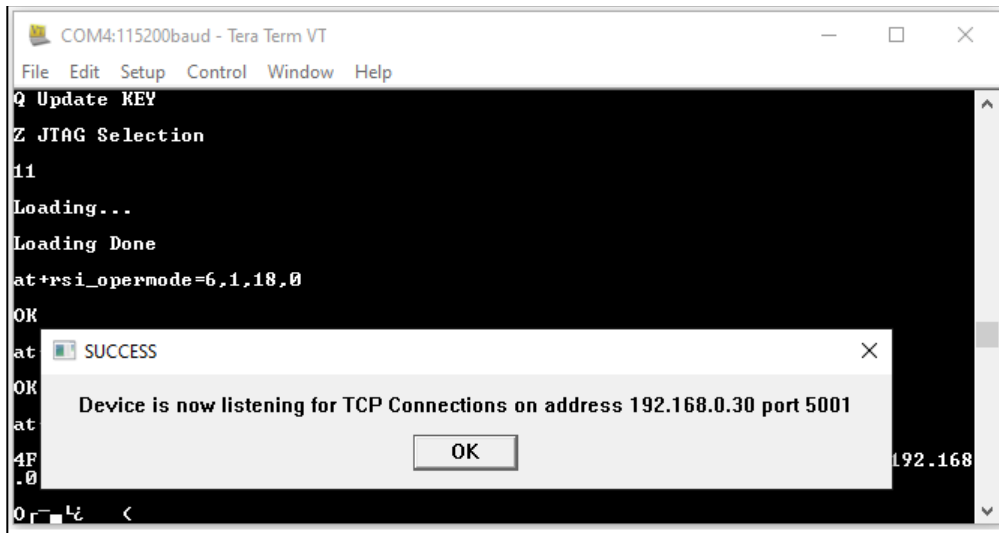 COM4:115200baud - Tera Term VT
File Edit Setup Control Window Help
Q Update KEY
Z JTAG Selection
11
Loading...
Loading Done
at+rsi_opermode=6,1,18,0
OK
at
SUCCESS
OK
Device is now listening for TCP Connections on address 192.168.0.30 port 5001
at
OK
4F 192.168
.0